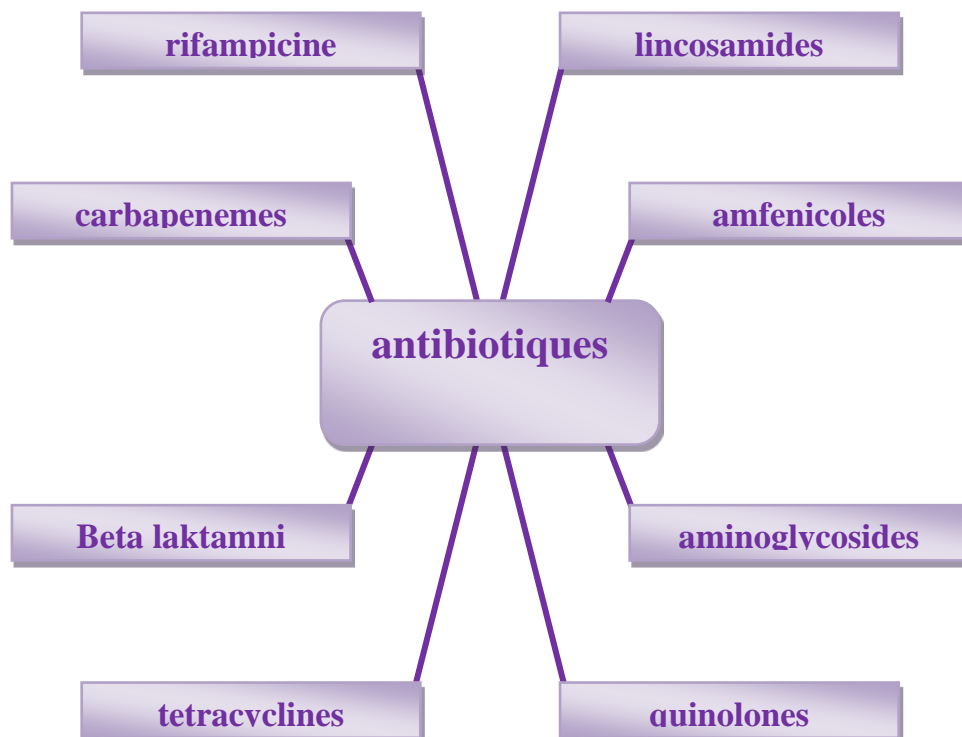 rifampicine
lincosamides
carbapenemes
amfenicoles
antibiotiques
Beta laktamni
aminoglycosides
tetracyclines
quinolones